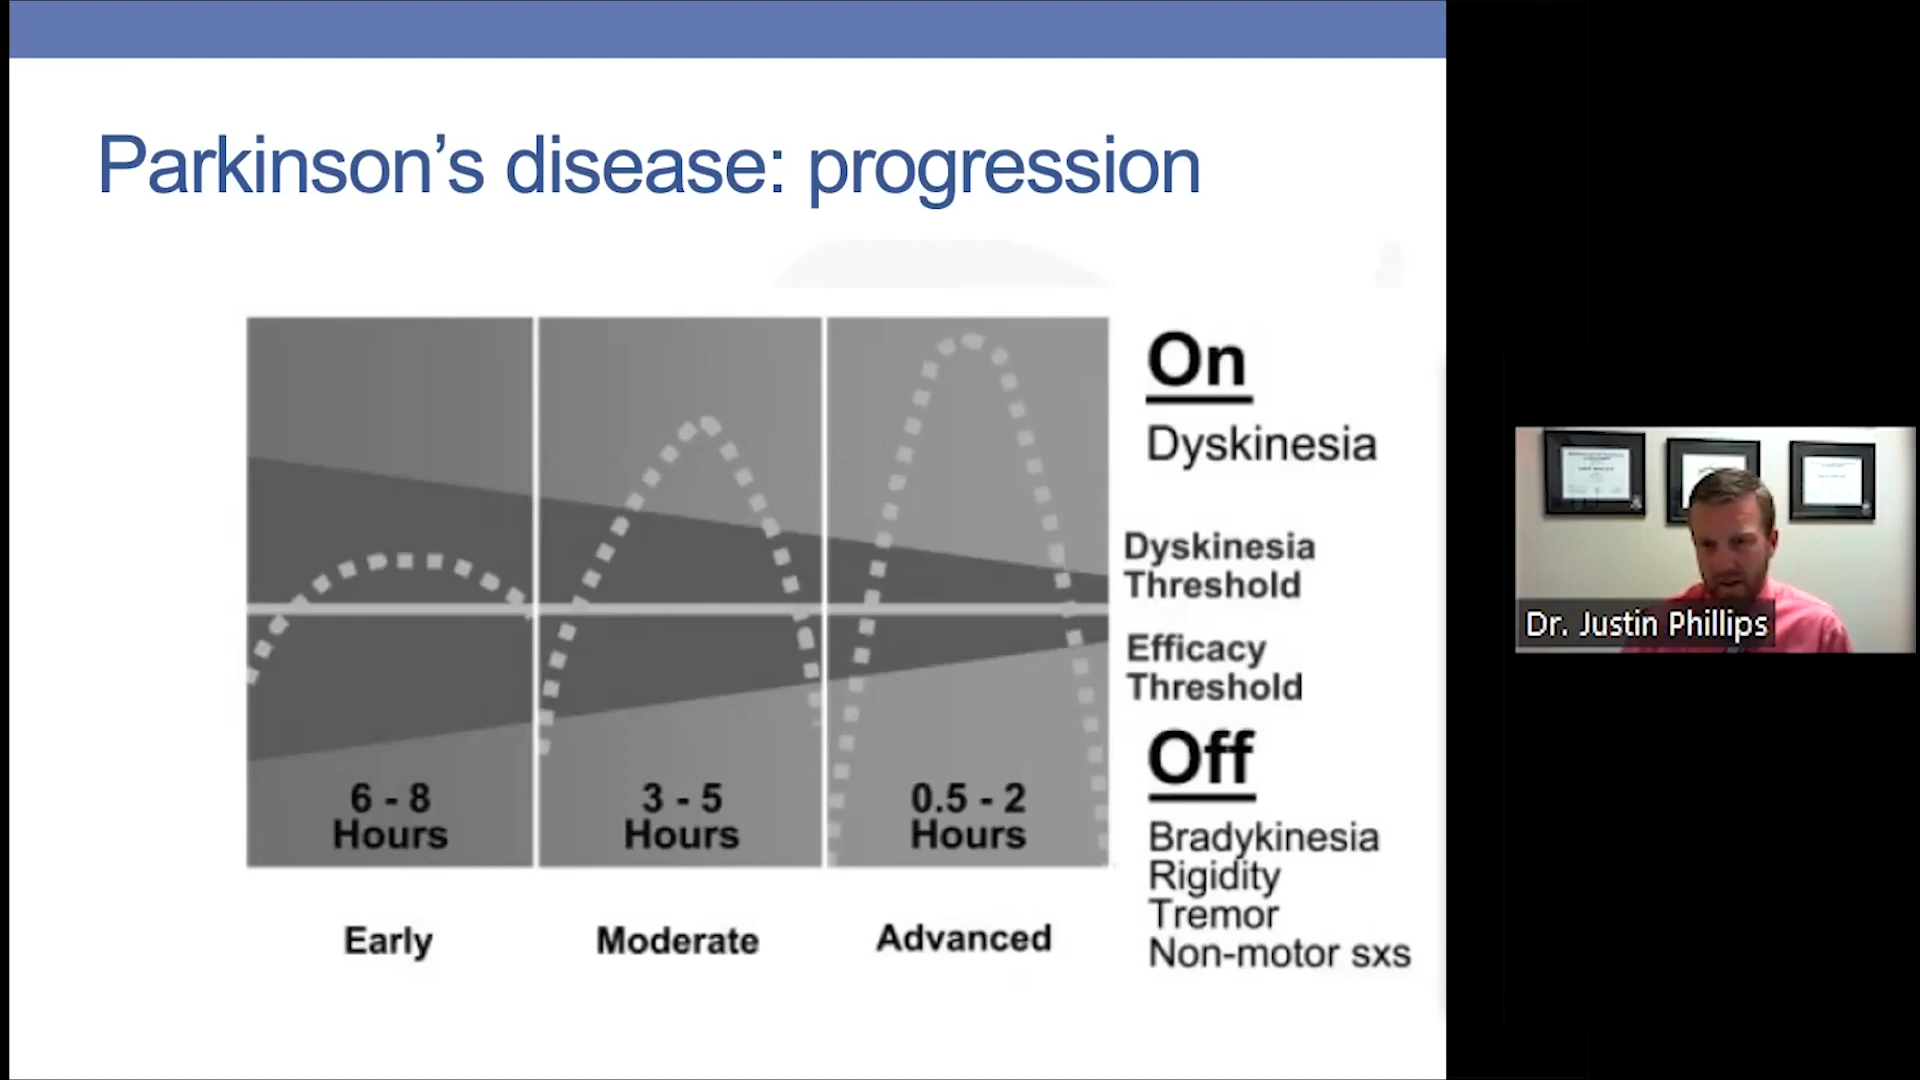 Parkinson's disease: progression
On
Dyskinesia
Dyskinesia
Threshold
Efficacy
Threshold
Off
Bradykinesia
Rigidity
Tremor
Non-motor sxs
6 - 8
Hours
3 - 5
Hours
0.5 - 2
Hours
Early
Moderate
Advanced
Dr. Justin Phillips